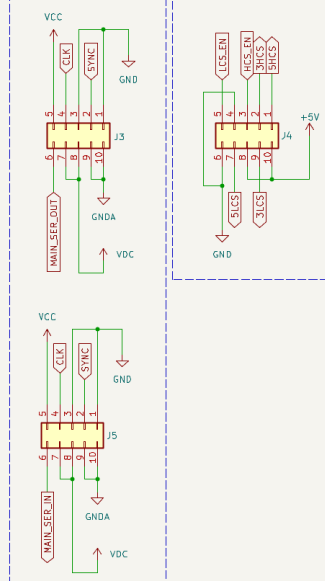 VCC
CLK
SYNC
GND
5 4 3 2 1
J3
6 7 8 9 10
MAIN_SER_OUT
GNDA
VDC
LCS_EN
HCS_EN
3HCS
5HCS
+5V
5 4 3 2 1
J4
6 7 8 9 10
5LCS
3LCS
GND
VCC
CLK
SYNC
GND
5 4 3 2 1
J5
6 7 8 9 10
MAIN_SER_IN
GNDA
VDC